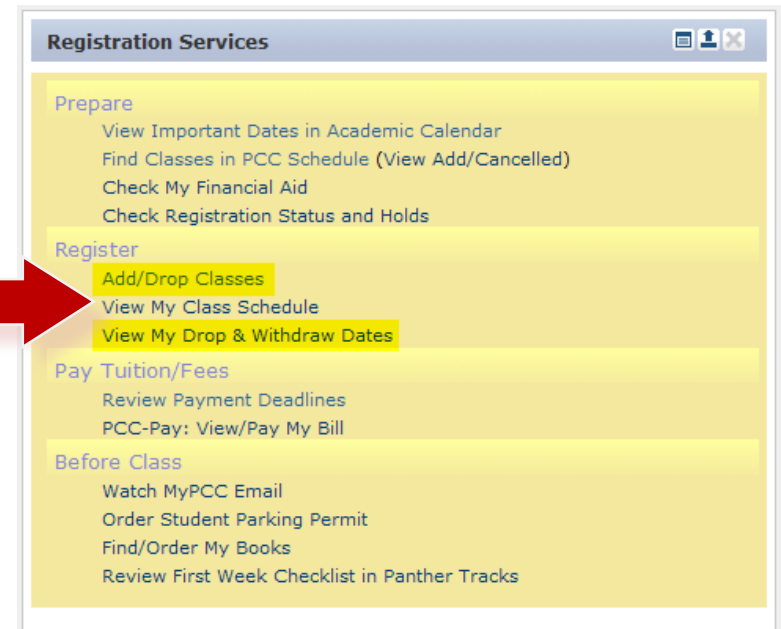 Registration Services
Prepare
View Important Dates in Academic Calendar
Find Classes in PCC Schedule (View Add/Cancelled)
Check My Financial Aid
Check Registration Status and Holds
Register
Add/Drop Classes
View My Class Schedule
View My Drop & Withdraw Dates
Pay Tuition/Fees
Review Payment Deadlines
PCC-Pay: View/Pay My Bill
Before Class
Watch MyPCC Email
Order Student Parking Permit
Find/Order My Books
Review First Week Checklist in Panther Tracks